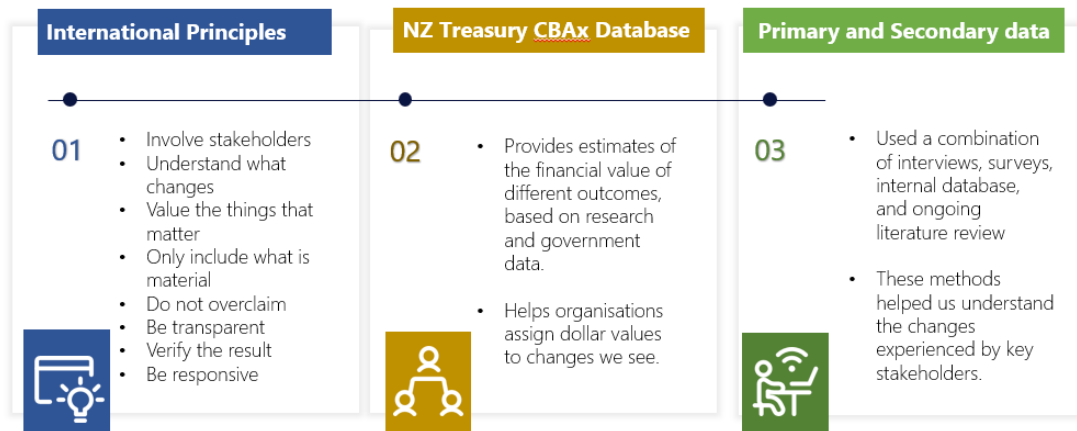 International Principles
01
• Involve stakeholders
• Understand what
changes
• Value the things that
matter
• Only include what is
material
• Do not overclaim
• Be transparent
• Verify the result
• Be responsive
NZ Treasury CBAx Database
02
• Provides estimates of
the financial value of
different outcomes,
based on research
and government
data.
• Helps organisations
assign dollar values
to changes we see.
Primary and Secondary data
03
• Used a combination
of interviews, surveys,
internal database,
and ongoing
literature review
• These methods
helped us understand
the changes
experienced by key
stakeholders.